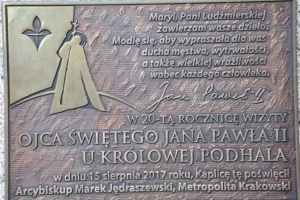 Maryi, Pani Ludźmierskiej
zawierzam wasze dzieło.
Modlę się, aby wypraszało dla was
ducha męstwa, wytrwałości
a także wielkiej wrażliwości
wobec każdego człowieka.
Jan Paweł II
W 20-TĄ ROCZNICĘ WIZYTY
OJCA ŚWIĘTEGO JANA PAWŁA II
U KRÓLOWEJ PODHALA
w dniu 15 sierpnia 2017 roku, Kaplicę tę poświęcił
Arcybiskup Marek Jędraszewski, Metropolita Krakowski